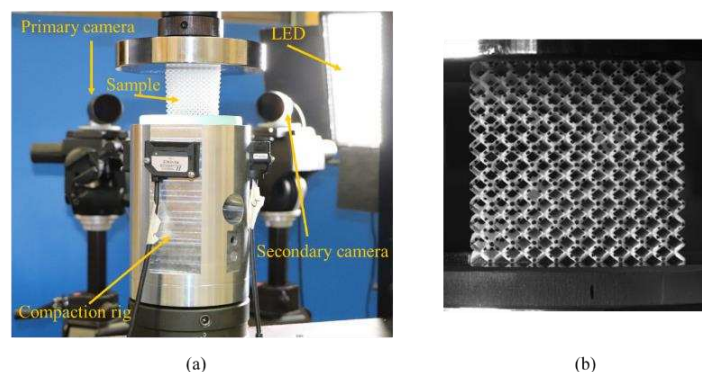 Primary camera
LED
Sample
Secondary camera
Compaction rig
(a)
(b)